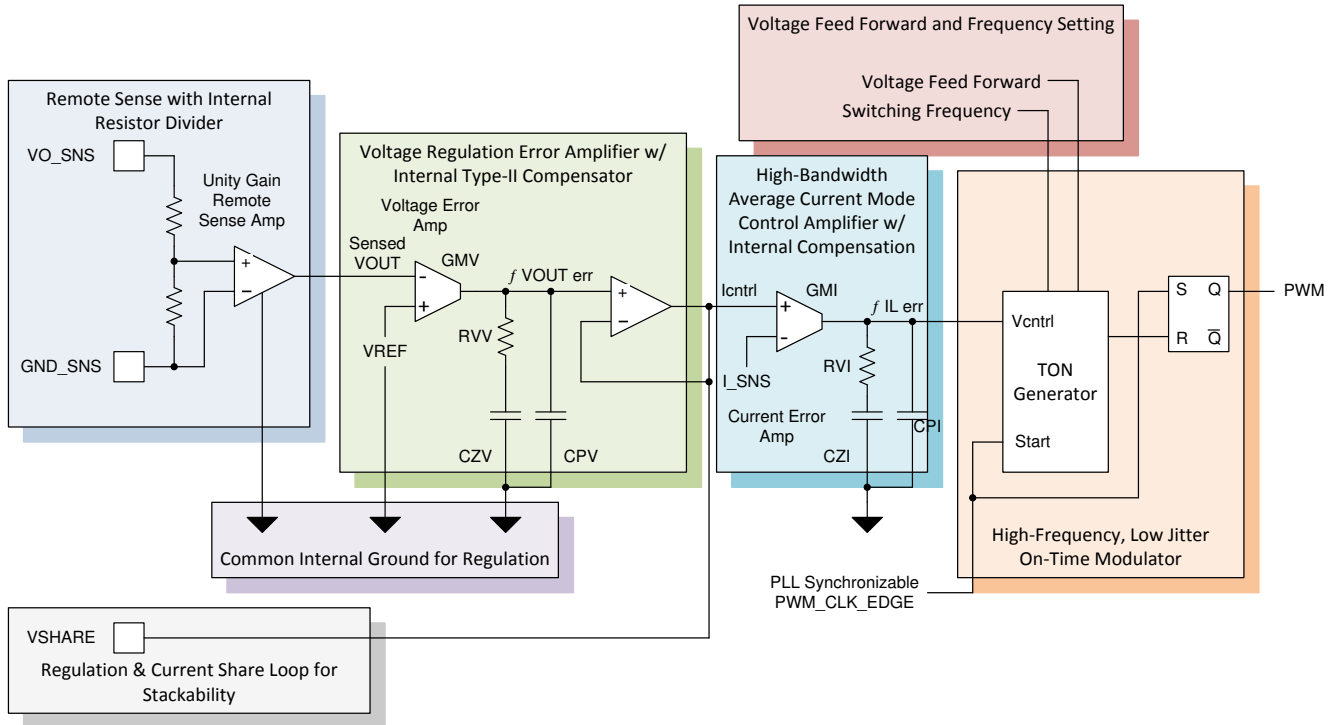 Voltage Feed Forward and Frequency Setting
Voltage Feed Forward
Switching Frequency
Remote Sense with Internal
Resistor Divider
VO_SNS
Unity Gain
Remote
Sense Amp
GND_SNS
Voltage Regulation Error Amplifier w/
Internal Type-II Compensator
Voltage Error
Amp
Sensed
VOUT
GMV
-
+
+
−
ƒ VOUT err
+
−
VREF
RVV
CZV
CPV
High-Bandwidth
Average Current Mode
Control Amplifier w/
Internal Compensation
Icntrl
GMI
+
-
ƒ IL err
I_SNS
RVI
Current Error
Amp
CPI
CZI
Vcntrl
TON
Generator
Start
S Q
R Q
PWM
High-Frequency, Low Jitter
On-Time Modulator
Common Internal Ground for Regulation
PLL Synchronizable
PWM_CLK_EDGE
VSHARE
Regulation & Current Share Loop for
Stackability